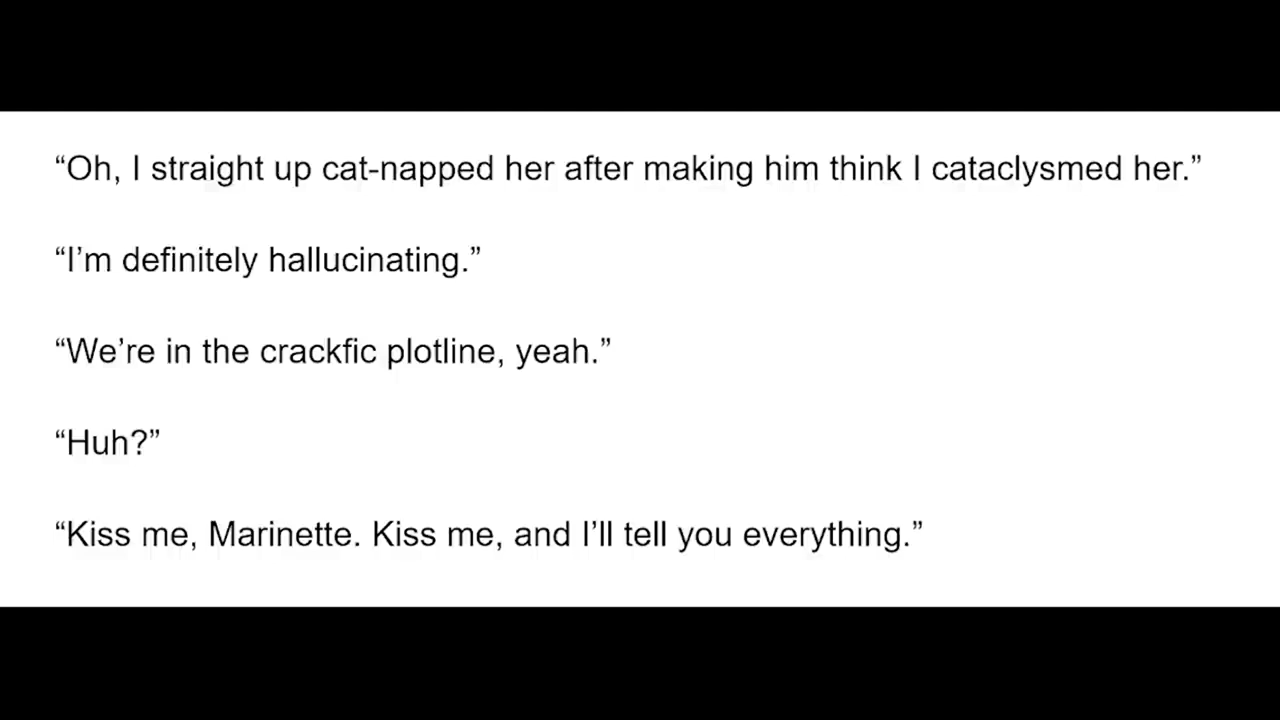 “Oh, I straight up cat-napped her after making him think I cataclysmed her.”
“I’m definitely hallucinating.”
“We’re in the crackfic plotline, yeah.”
“Huh?”
“Kiss me, Marinette. Kiss me, and I’ll tell you everything.”